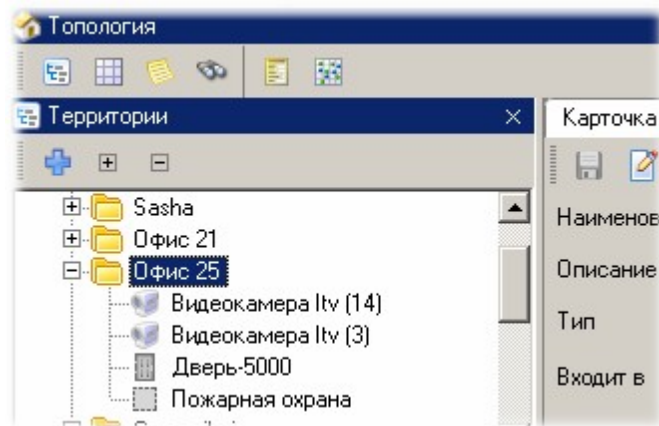 Топология
Территории
Карточка
Sasha
Офис 21
Офис 25
Видеокамера Itv (14)
Видеокамера Itv (3)
Дверь-5000
Пожарная охрана
Наименов
Описание
Тип
Входит в